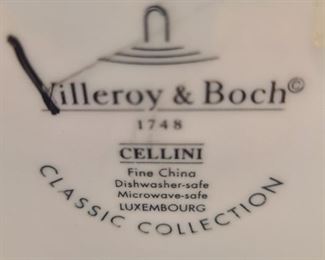 Villeroy & Boch©
1748
CELLINI
Fine China
Dishwasher-safe
Microwave-safe
LUXEMBOURG
CLASSIC COLLECTION